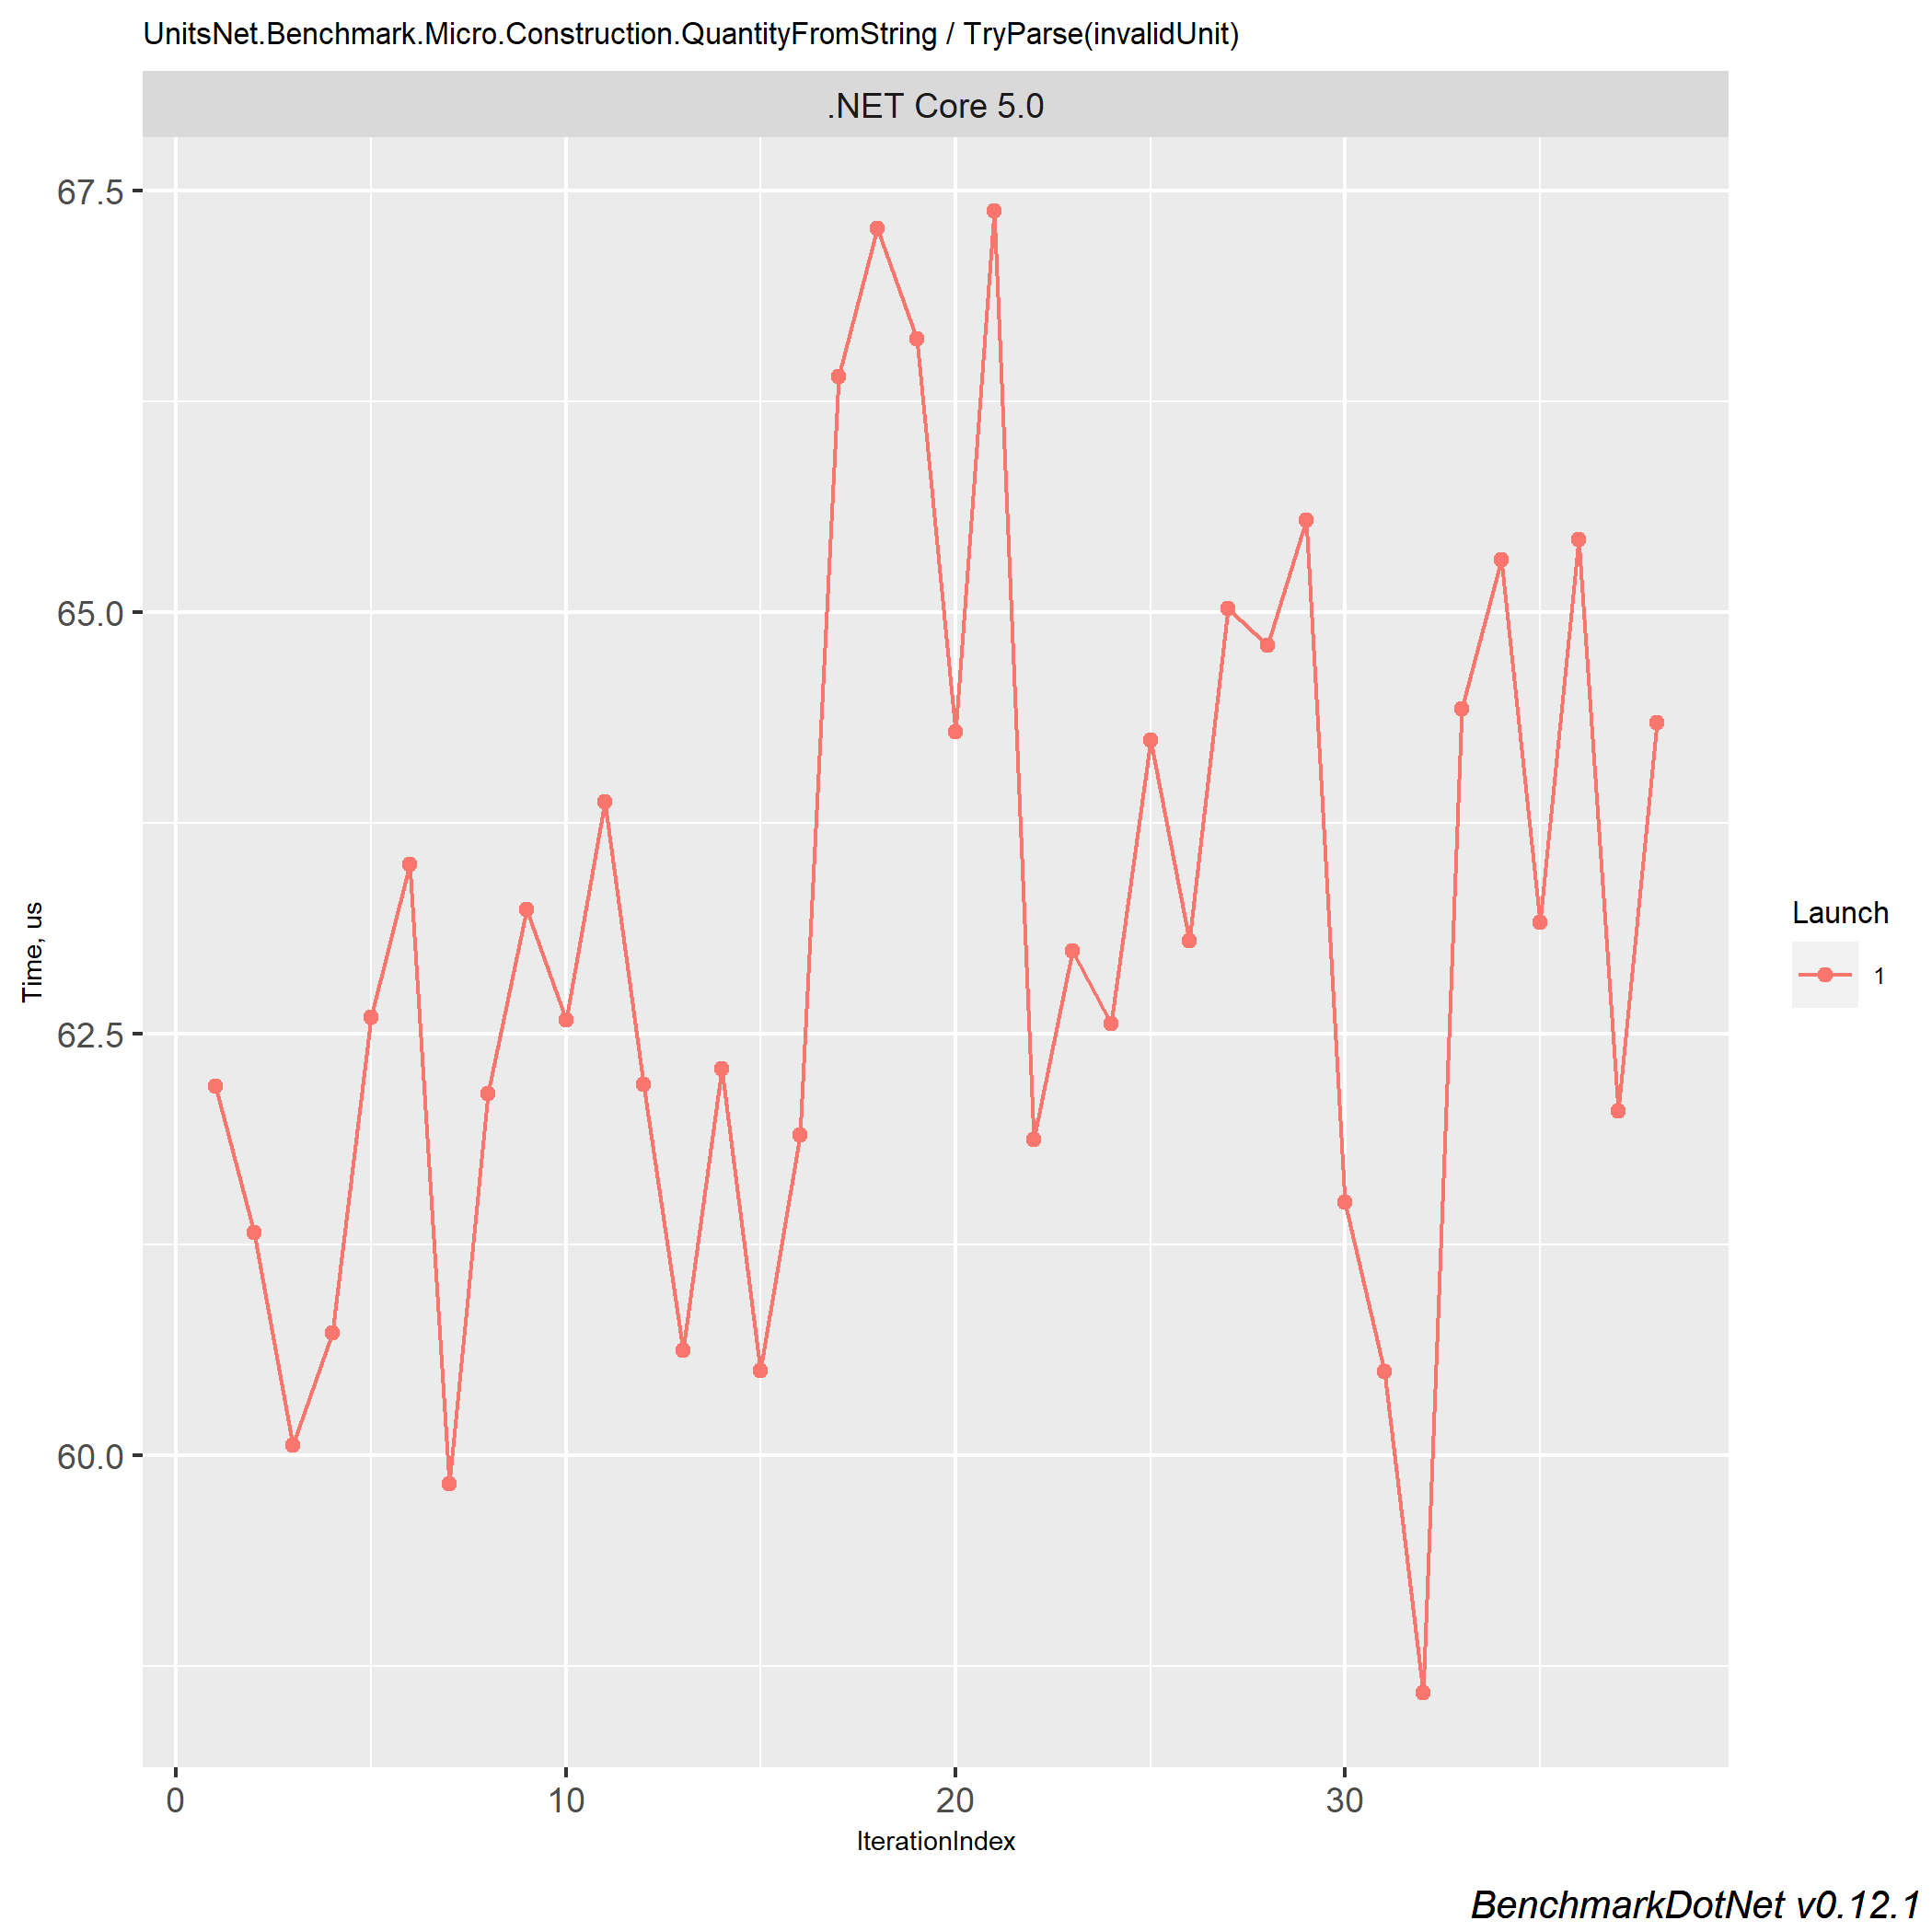 UnitsNet.Benchmark.Micro.Construction.QuantityFromString / TryParse(invalidUnit)
.NET Core 5.0
67.5
65.0
62.5
60.0
Time, us
0 10 20 30
IterationIndex
Launch
1
BenchmarkDotNet v0.12.1